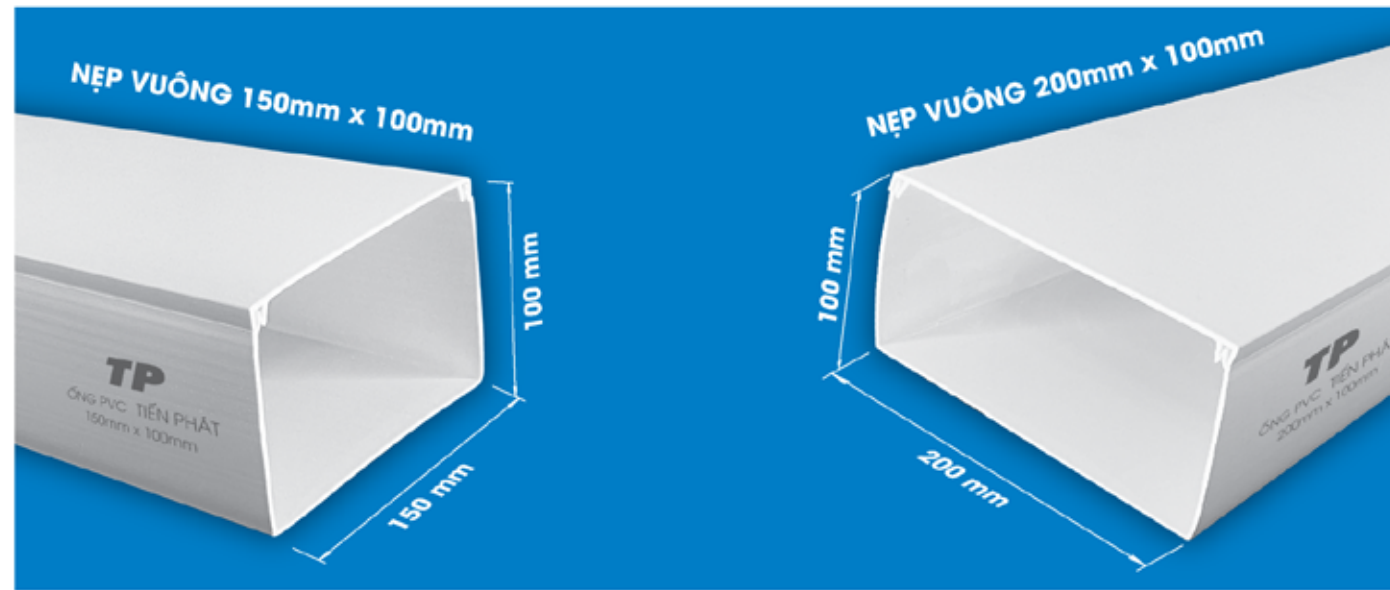 NẸP VUÔNG 150mm x 100mm
100 mm
150 mm
TP
ỐNG PVC TIẾN PHÁT
150mm x 100mm
NẸP VUÔNG 200mm x 100mm
100 mm
200 mm
TP
ỐNG PVC TIẾN PHÁ
200mm x 100mm